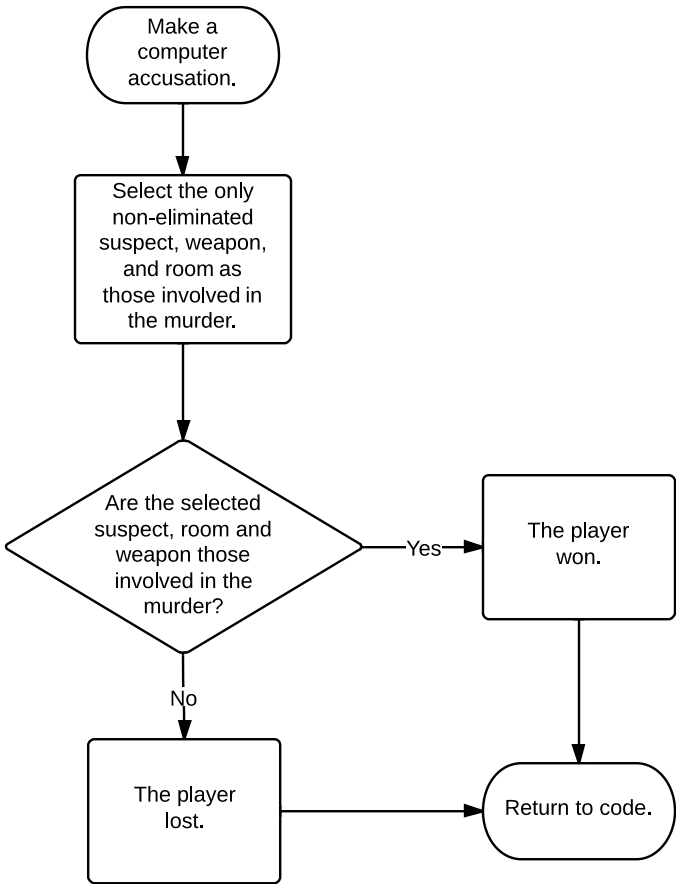 Make a
computer
accusation.
Select the only
non-eliminated
suspect, weapon,
and room as
those involved in
the murder.
Are the selected
suspect, room and
weapon those
involved in the
murder?
Yes
The player
won.
No
The player
lost.
Return to code.